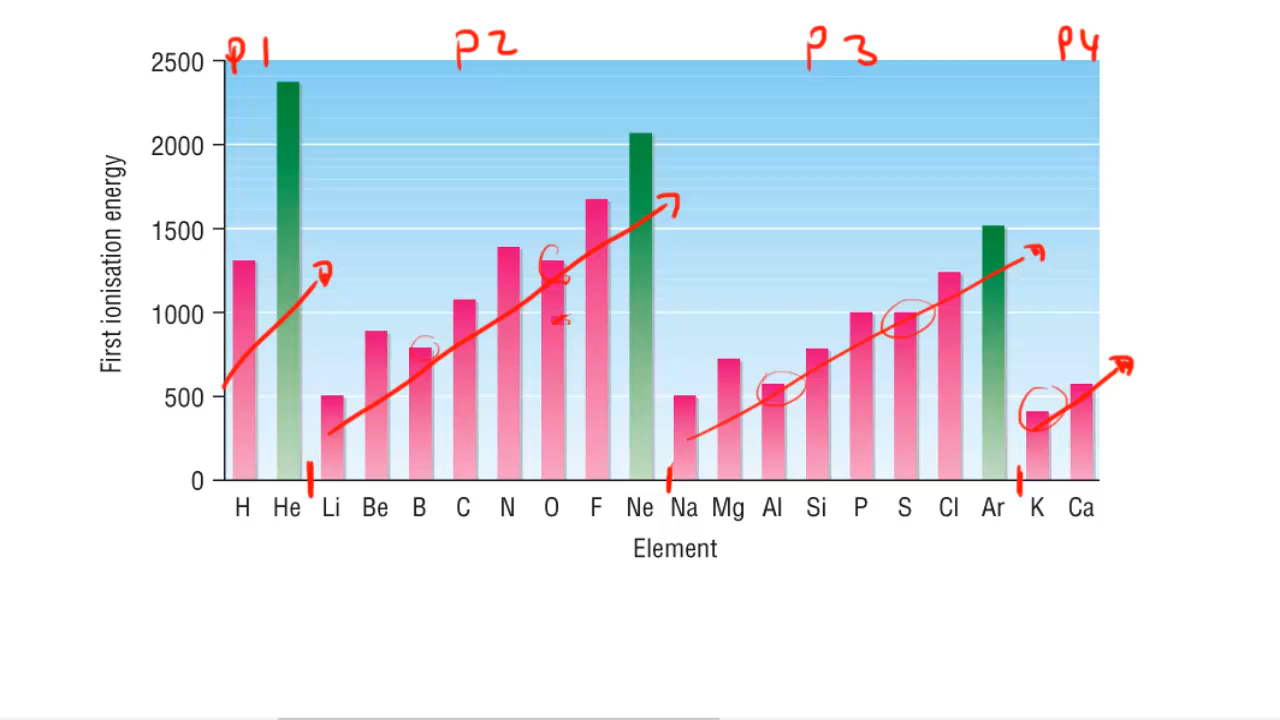 P1 P2 P3 P4
2500
2000
1500
1000
500
0
First ionisation energy
H He Li Be B C N O F Ne Na Mg Al Si P S Cl Ar K Ca
Element